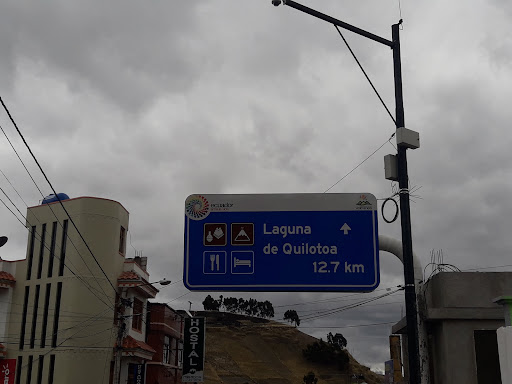 Laguna
de Quilotoa
12.7 km
HOSTAL